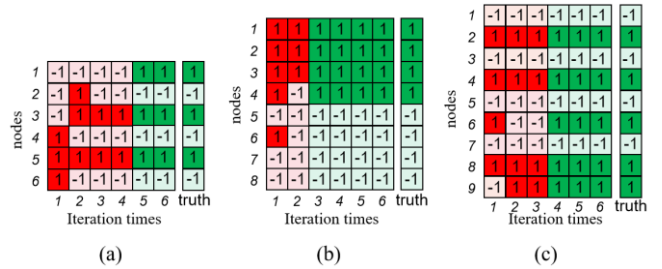 nodes
1 -1 -1 -1 -1 1 1 1
2 -1 1 -1 -1 -1 -1 -1
3 -1 1 1 1 1 1 1
4 1 -1 -1 -1 -1 -1 -1
5 1 1 1 1 1 1 1
6 1 -1 -1 -1 -1 -1 -1
1 2 3 4 5 6 truth
Iteration times
(a)
nodes
1 1 1 1 1 1 1 1
2 1 1 1 1 1 1 1
3 1 1 1 1 1 1 1
4 1 -1 1 1 1 1 1
5 -1 -1 -1 -1 -1 -1 -1
6 1 -1 -1 -1 -1 -1 -1
7 -1 -1 -1 -1 -1 -1 -1
8 -1 -1 -1 -1 -1 -1 -1
1 2 3 4 5 6 truth
Iteration times
(b)
nodes
1 -1 -1 -1 -1 -1 -1 -1
2 1 1 1 -1 -1 -1 -1
3 -1 -1 -1 -1 -1 -1 -1
4 1 1 1 1 1 1 1
5 -1 -1 -1 -1 -1 -1 -1
6 1 -1 -1 1 1 1 1
7 -1 -1 -1 -1 -1 -1 -1
8 1 1 1 1 1 1 1
9 -1 1 1 1 1 1 1
1 2 3 4 5 6 truth
Iteration times
(c)